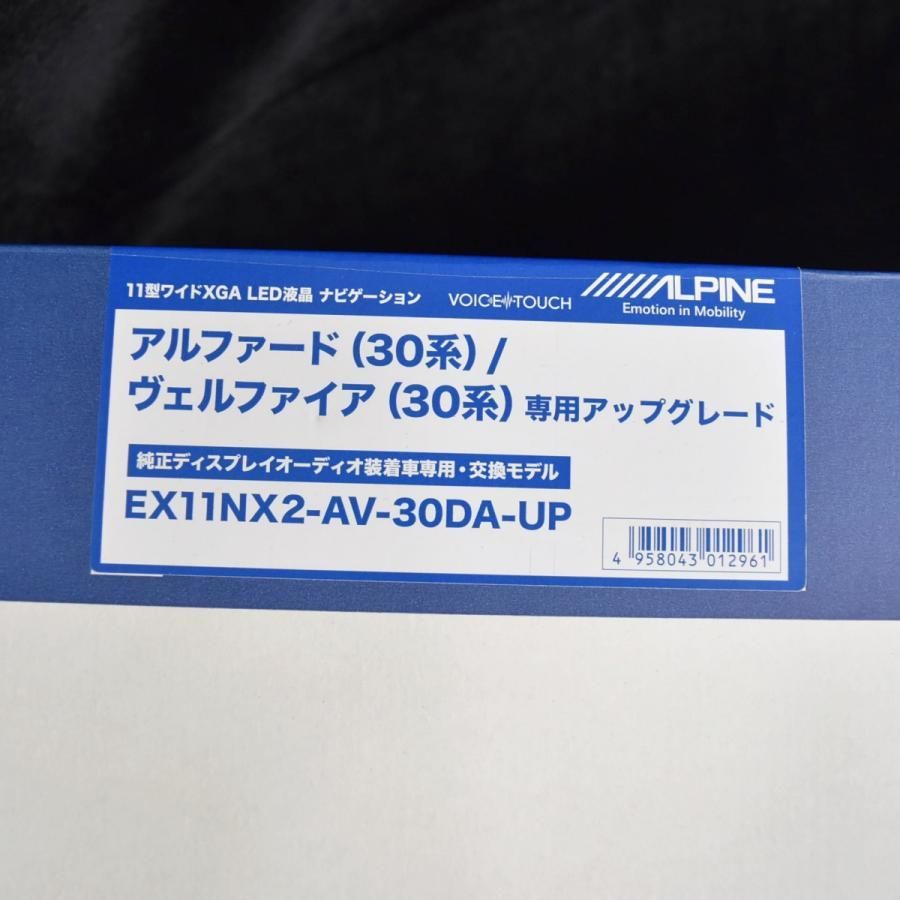 11型ワイドXGA LED液晶 ナビゲーション VOICE TOUCH ALPINE
Emotion in Mobility
アルファード（30系）/
ヴェルファイア（30系）専用アップグレード
純正ディスプレイオーディオ装着車専用・交換モデル
EX11NX2-AV-30DA-UP
4 958043 012961